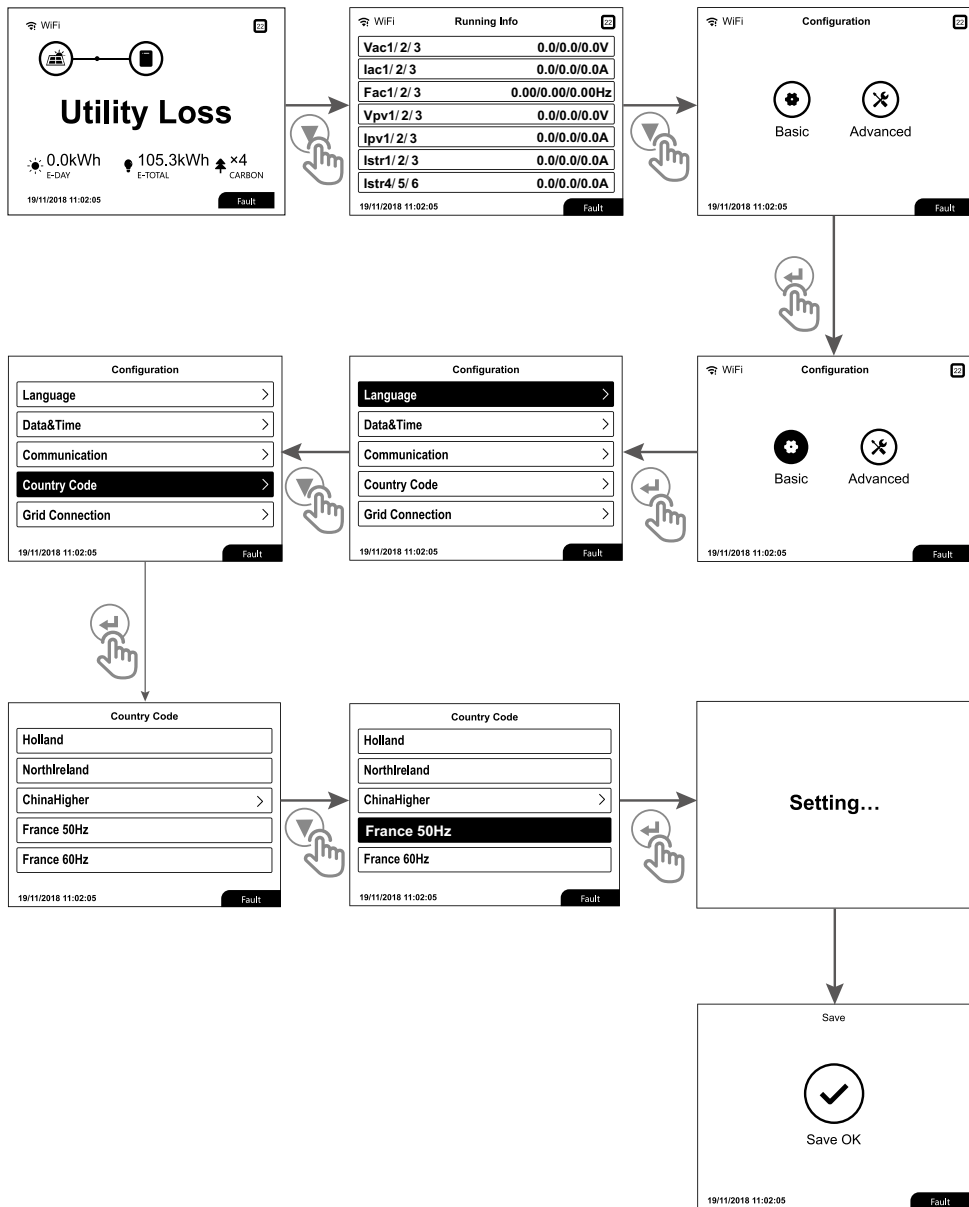 WiFi
22
Utility Loss
0.0kWh
E-DAY
105.3kWh
E-TOTAL
×4
CARBON
19/11/2018 11:02:05
Fault
WiFi
Running Info
22
Vac1/ 2/ 3 0.0/0.0/0.0V
Iac1/ 2/ 3 0.0/0.0/0.0A
Fac1/ 2/ 3 0.00/0.00/0.00Hz
Vpv1/ 2/ 3 0.0/0.0/0.0V
Ipv1/ 2/ 3 0.0/0.0/0.0A
Istr1/ 2/ 3 0.0/0.0/0.0A
Istr4/ 5/ 6 0.0/0.0/0.0A
19/11/2018 11:02:05
Fault
WiFi
Configuration
22
Basic
Advanced
19/11/2018 11:02:05
Fault
WiFi
Configuration
22
Basic
Advanced
19/11/2018 11:02:05
Fault
Configuration
Language
Data&Time
Communication
Country Code
Grid Connection
19/11/2018 11:02:05
Fault
Configuration
Language
Data&Time
Communication
Country Code
Grid Connection
19/11/2018 11:02:05
Fault
Country Code
Holland
NorthIreland
ChinaHigher
France 50Hz
France 60Hz
19/11/2018 11:02:05
Fault
Country Code
Holland
NorthIreland
ChinaHigher
France 50Hz
France 60Hz
19/11/2018 11:02:05
Fault
Setting…
Save
Save OK
19/11/2018 11:02:05
Fault